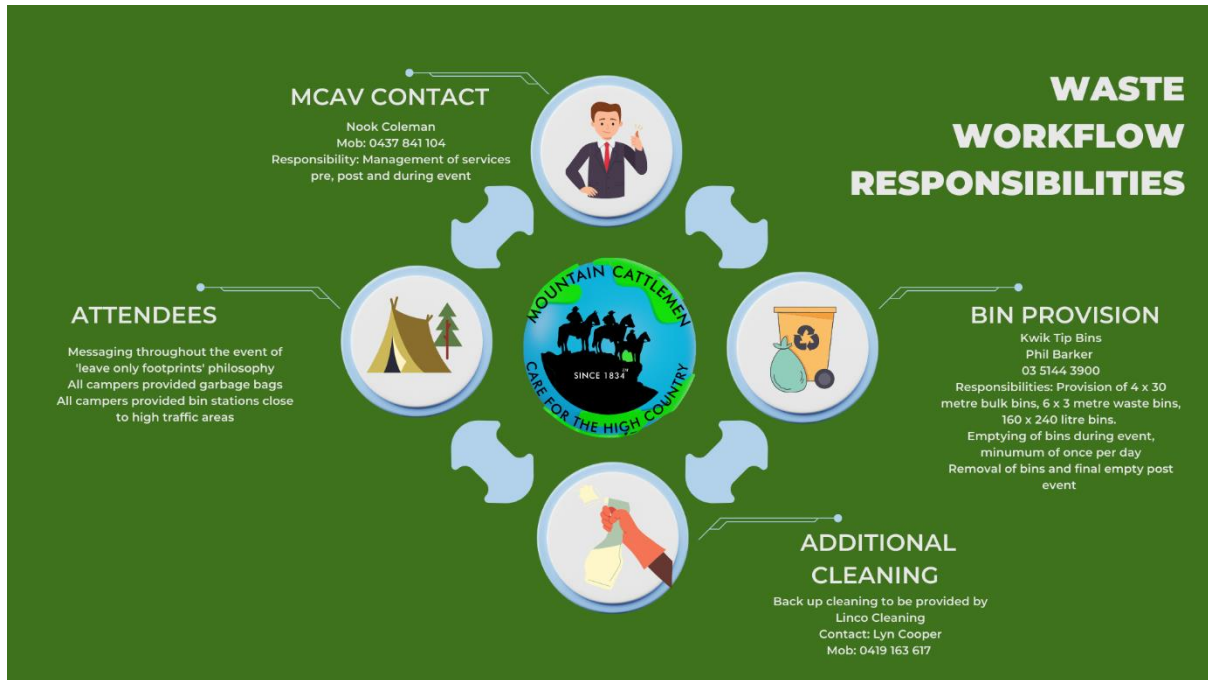 WASTE
WORKFLOW
RESPONSIBILITIES
MCAV CONTACT
Nook Coleman
Mob: 0437 841 104
Responsibility: Management of services
pre, post and during event
ATTENDEES
Messaging throughout the event of
'leave only footprints' philosophy
All campers provided garbage bags
All campers provided bin stations close
to high traffic areas
MOUNTAIN CATTLEMEN
SINCE 1834
TM
CARE FOR THE HIGH COUNTRY
BIN PROVISION
Kwik Tip Bins
Phil Barker
03 5144 3900
Responsibilities: Provision of 4 x 30
metre bulk bins, 6 x 3 metre waste bins,
160 x 240 litre bins.
Emptying of bins during event,
minumum of once per day
Removal of bins and final empty post
event
ADDITIONAL
CLEANING
Back up cleaning to be provided by
Linco Cleaning
Contact: Lyn Cooper
Mob: 0419 163 617